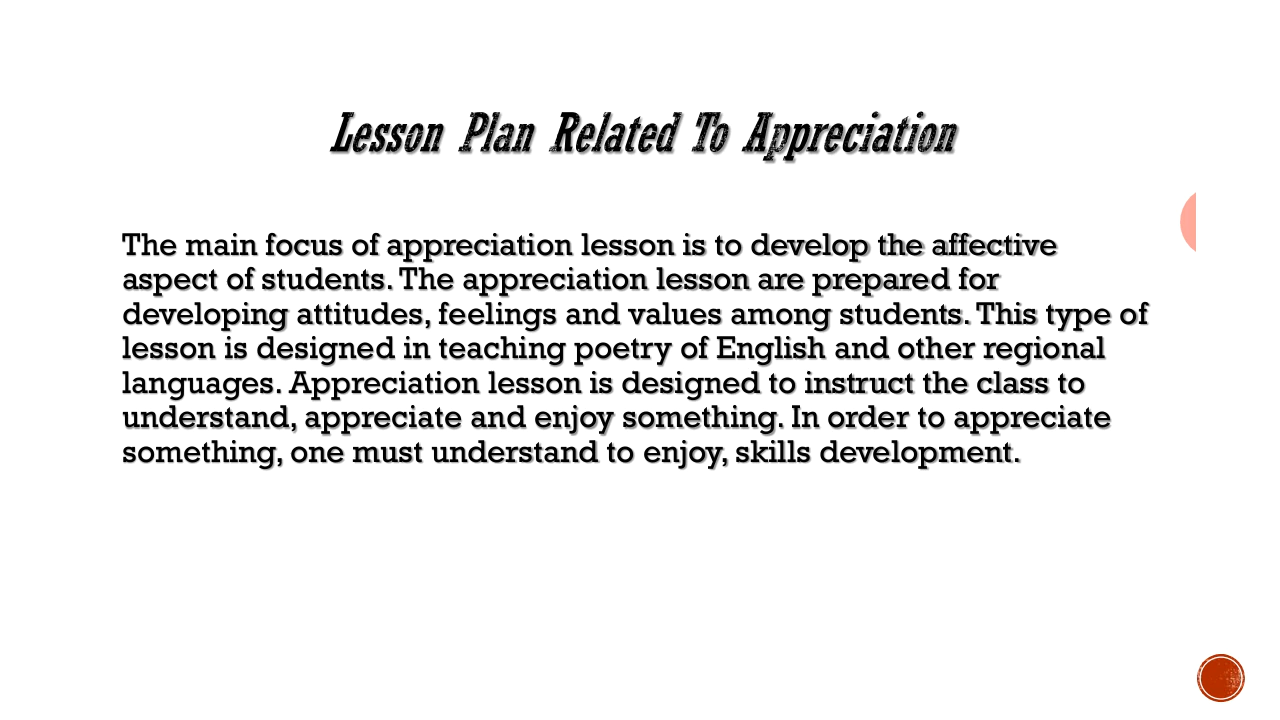 Lesson Plan Related To Appreciation
The main focus of appreciation lesson is to develop the affective
aspect of students. The appreciation lesson are prepared for
developing attitudes, feelings and values among students. This type of
lesson is designed in teaching poetry of English and other regional
languages. Appreciation lesson is designed to instruct the class to
understand, appreciate and enjoy something. In order to appreciate
something, one must understand to enjoy, skills development.